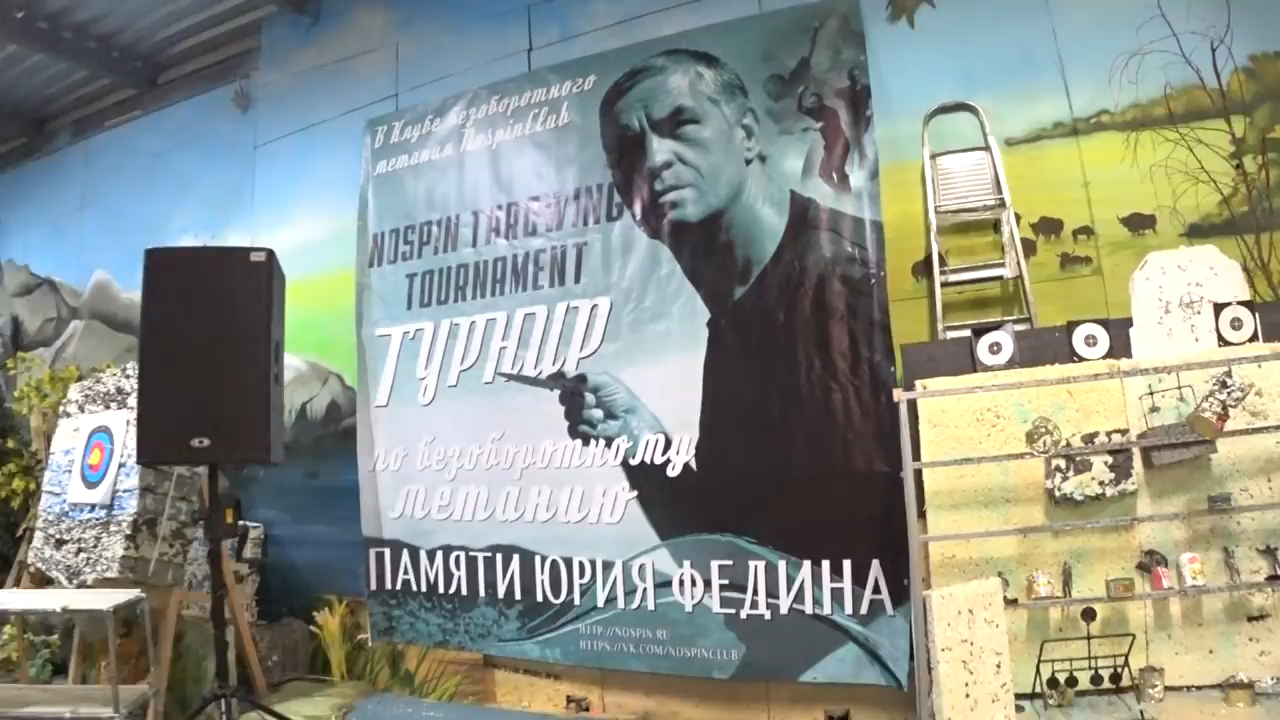 В Клубе безоборотного
метания NospinClub
NOSPIN THROWING
TOURNAMENT
ТУРНИР
по безоборотному
метанию
ПАМЯТИ ЮРИЯ ФЕДИНА
HTTP://NOSPIN.RU
HTTPS://VK.COM/NOSPINCLUB